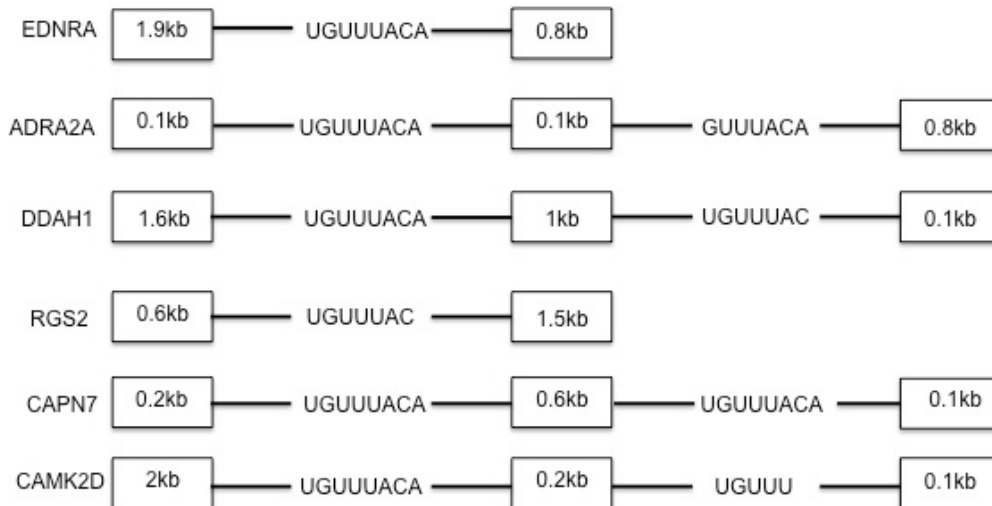 EDNRA 1.9kb UGUUUACA 0.8kb
ADRA2A 0.1kb UGUUUACA 0.1kb GUUUACA 0.8kb
DDAH1 1.6kb UGUUUACA 1kb UGUUUAC 0.1kb
RGS2 0.6kb UGUUUAC 1.5kb
CAPN7 0.2kb UGUUUACA 0.6kb UGUUUACA 0.1kb
CAMK2D 2kb UGUUUACA 0.2kb UGUUU 0.1kb